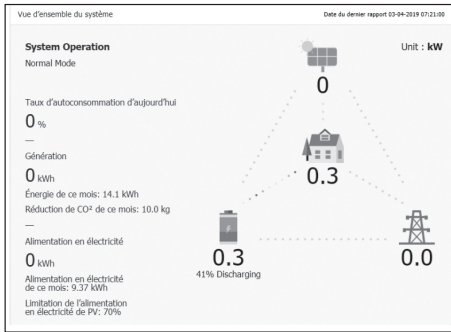 Vue d'ensemble du système
Date du dernier rapport 03-04-2019 07:21:00
System Operation
Normal Mode
Unit : kW
Taux d'autoconsommation d'aujourd'hui
0 %
—
Génération
0 kWh
Énergie de ce mois: 14.1 kWh
Réduction de CO² de ce mois: 10.0 kg
—
Alimentation en électricité
0 kWh
Alimentation en électricité
de ce mois: 9.37 kWh
Limitation de l'alimentation
en électricité de PV: 70%
0
0.3
0.3
41% Discharging
0.0